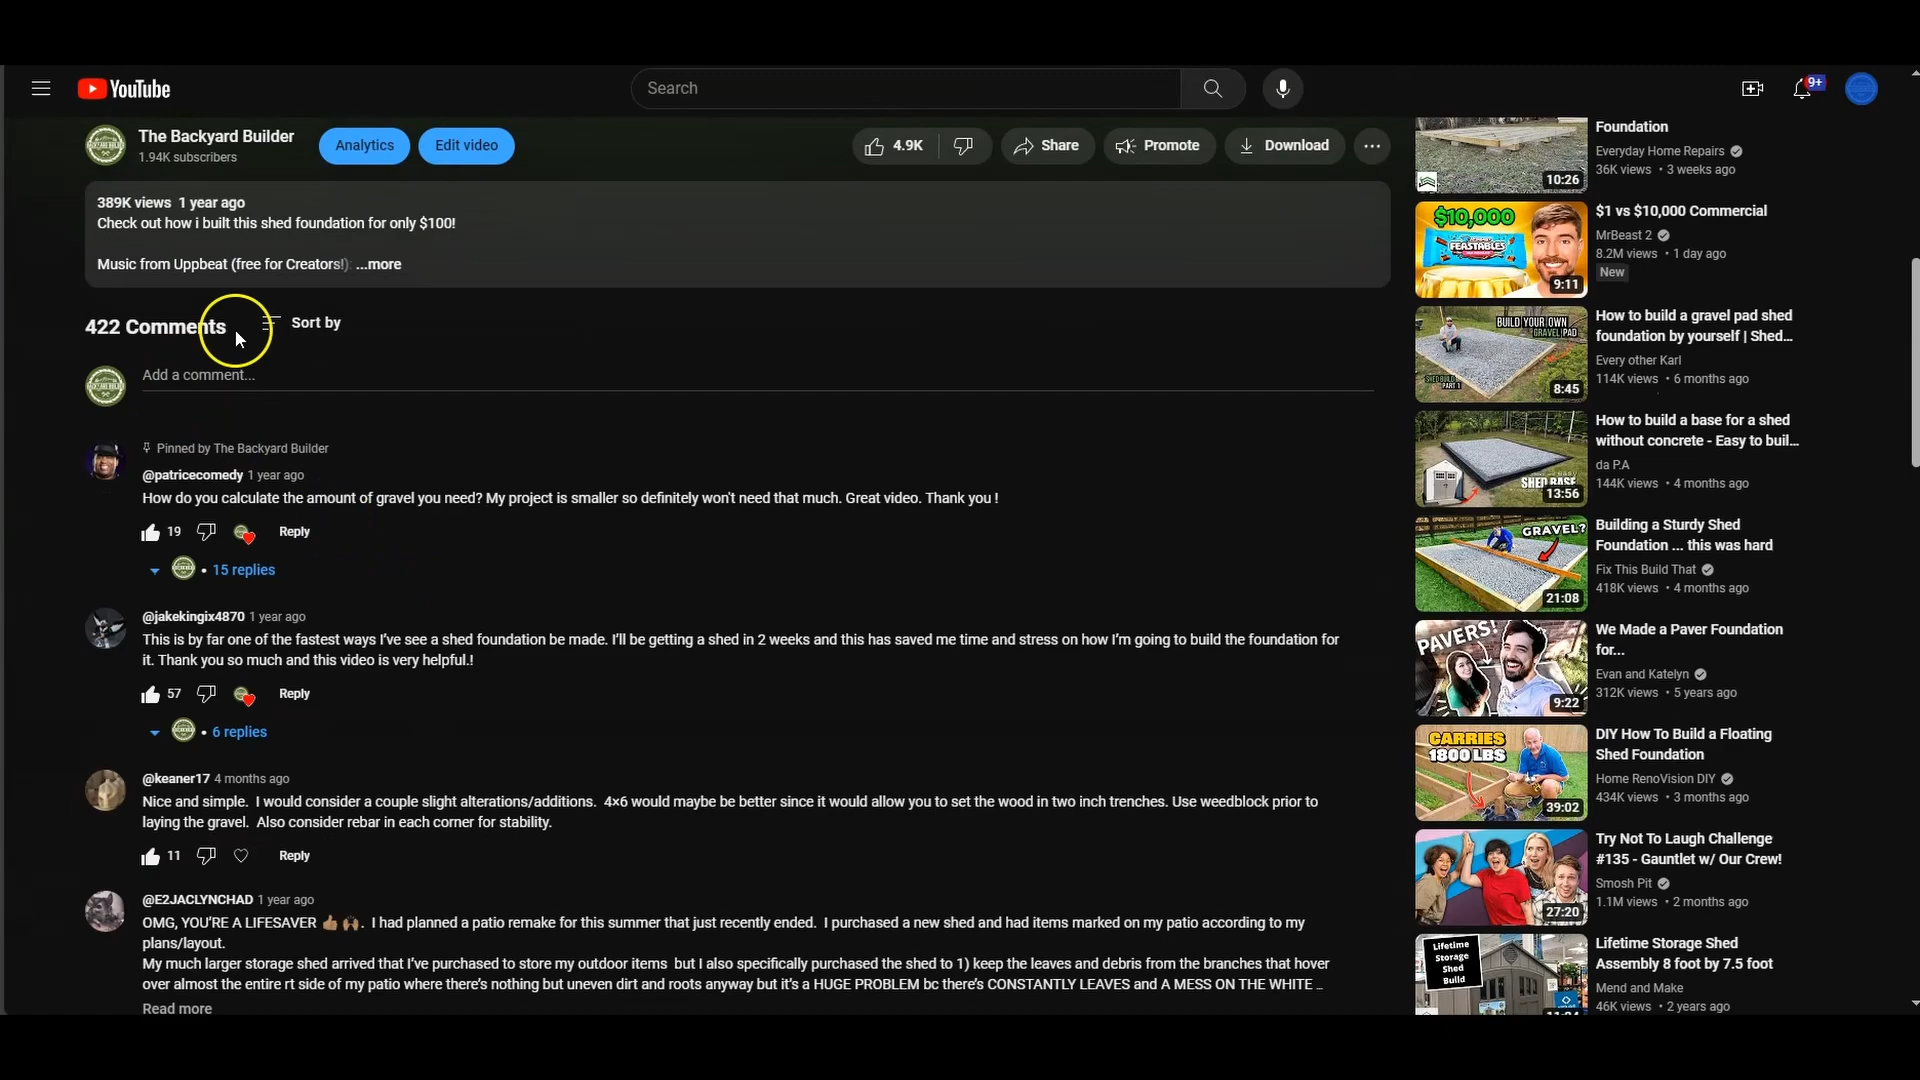 YouTube
Search
9+
The Backyard Builder
1.94K subscribers
Analytics
Edit video
4.9K
Share
Promote
Download
389K views 1 year ago
Check out how i built this shed foundation for only $100!
Music from Uppbeat (free for Creators!): ...more
422 Comments
Sort by
Add a comment...
Pinned by The Backyard Builder
@patricecomedy 1 year ago
How do you calculate the amount of gravel you need? My project is smaller so definitely won't need that much. Great video. Thank you !
19
Reply
• 15 replies
@jakekingix4870 1 year ago
This is by far one of the fastest ways I've see a shed foundation be made. I'll be getting a shed in 2 weeks and this has saved me time and stress on how I'm going to build the foundation for
it. Thank you so much and this video is very helpful.!
57
Reply
• 6 replies
@keaner17 4 months ago
Nice and simple. I would consider a couple slight alterations/additions. 4×6 would maybe be better since it would allow you to set the wood in two inch trenches. Use weedblock prior to
laying the gravel. Also consider rebar in each corner for stability.
11
Reply
@E2JACLYNCHAD 1 year ago
OMG, YOU'RE A LIFESAVER 👍🏽🙌🏽. I had planned a patio remake for this summer that just recently ended. I purchased a new shed and had items marked on my patio according to my
plans/layout.
My much larger storage shed arrived that I've purchased to store my outdoor items but I also specifically purchased the shed to 1) keep the leaves and debris from the branches that hover
over almost the entire rt side of my patio where there's nothing but uneven dirt and roots anyway but it's a HUGE PROBLEM bc there's CONSTANTLY LEAVES and A MESS ON THE WHITE ...
Read more
10:26
Foundation
Everyday Home Repairs
36K views • 3 weeks ago
$10,000
FEASTABLES
9:11
$1 vs $10,000 Commercial
MrBeast 2
8.2M views • 1 day ago
New
BUILD YOUR OWN
GRAVEL PAD
SHED BUILD
PART 1
8:45
How to build a gravel pad shed
foundation by yourself | Shed...
Every other Karl
114K views • 6 months ago
SHED BASE
13:56
How to build a base for a shed
without concrete - Easy to buil...
da P.A
144K views • 4 months ago
GRAVEL?
21:08
Building a Sturdy Shed
Foundation ... this was hard
Fix This Build That
418K views • 4 months ago
PAVERS!
9:22
We Made a Paver Foundation
for...
Evan and Katelyn
312K views • 5 years ago
CARRIES
1800 LBS
39:02
DIY How To Build a Floating
Shed Foundation
Home RenoVision DIY
434K views • 3 months ago
27:20
Try Not To Laugh Challenge
#135 - Gauntlet w/ Our Crew!
Smosh Pit
1.1M views • 2 months ago
Lifetime
Storage
Shed
Build
Lifetime Storage Shed
Assembly 8 foot by 7.5 foot
Mend and Make
46K views • 2 years ago